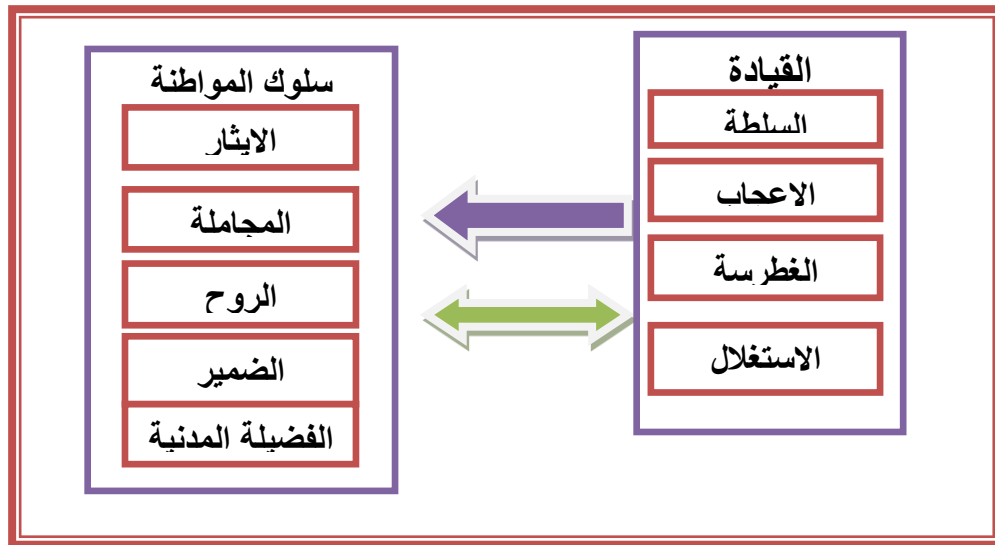 القيادة
السلطة
الاعجاب
الغطرسة
الاستغلال
سلوك المواطنة
الايثار
المجاملة
الروح
الضمير
الفضيلة المدنية